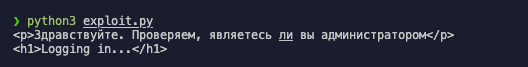 ❯ python3 exploit.py
<p>Здравствуйте. Проверяем, являетесь ли вы администратором</p>
<h1>Logging in...</h1>